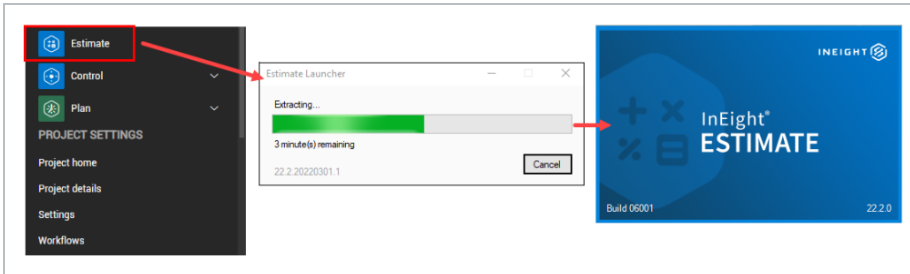 Estimate
Control
Plan
PROJECT SETTINGS
Project home
Project details
Settings
Workflows
Estimate Launcher
Extracting...
3 minute(s) remaining
22.2.20220301.1
Cancel
INEIGHT
InEight®
ESTIMATE
Build 06001
22.2.0